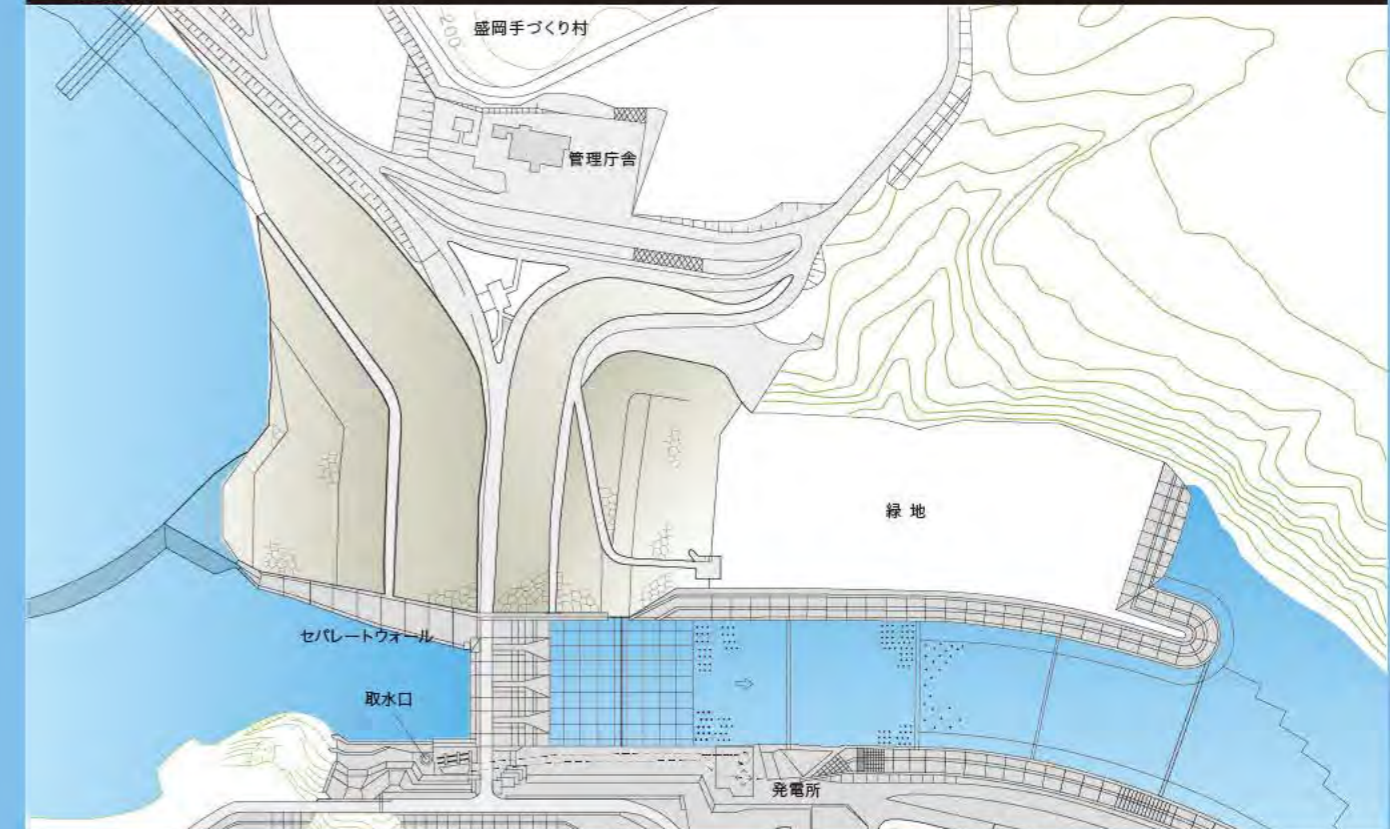 盛岡手づくり村
200
管理庁舎
緑 地
セパレートウォール
取水口
発電所